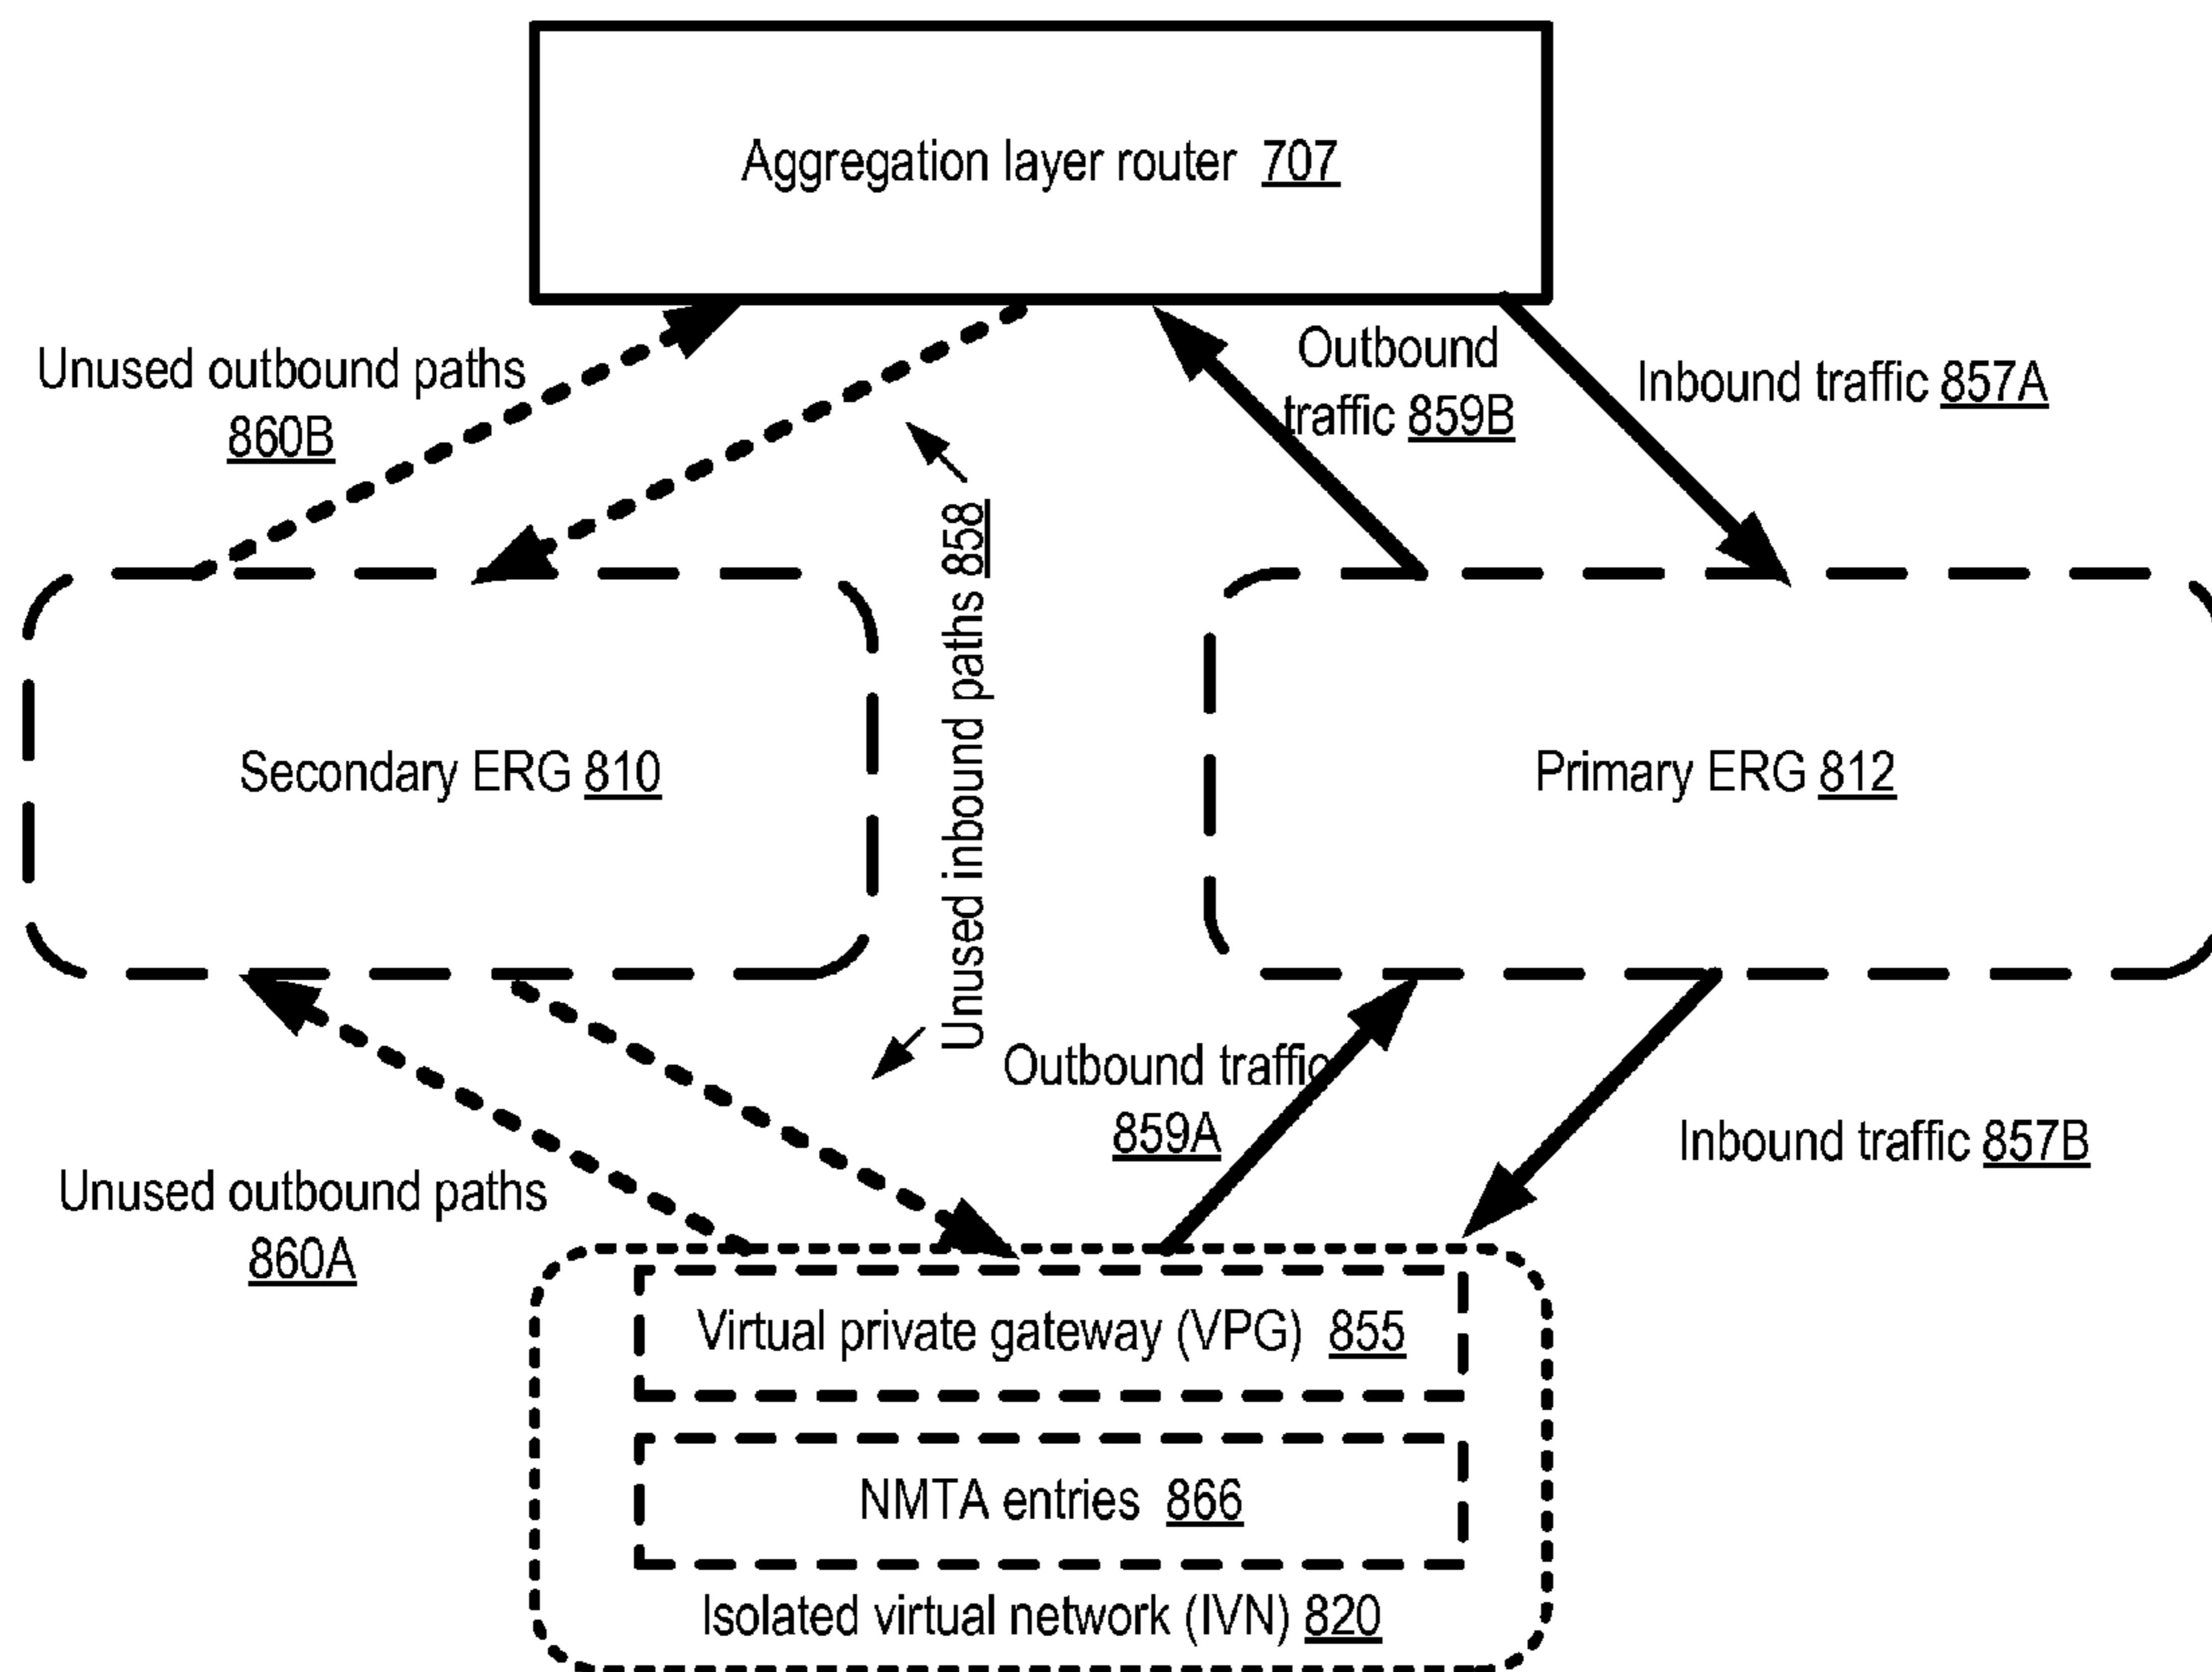 Aggregation layer router 707
Unused outbound paths
860B
Outbound
traffic 859B
Inbound traffic 857A
Unused inbound paths 858
Secondary ERG 810
Primary ERG 812
Outbound traffic
859A
Inbound traffic 857B
Unused outbound paths
860A
Virtual private gateway (VPG) 855
NMTA entries 866
Isolated virtual network (IVN) 820